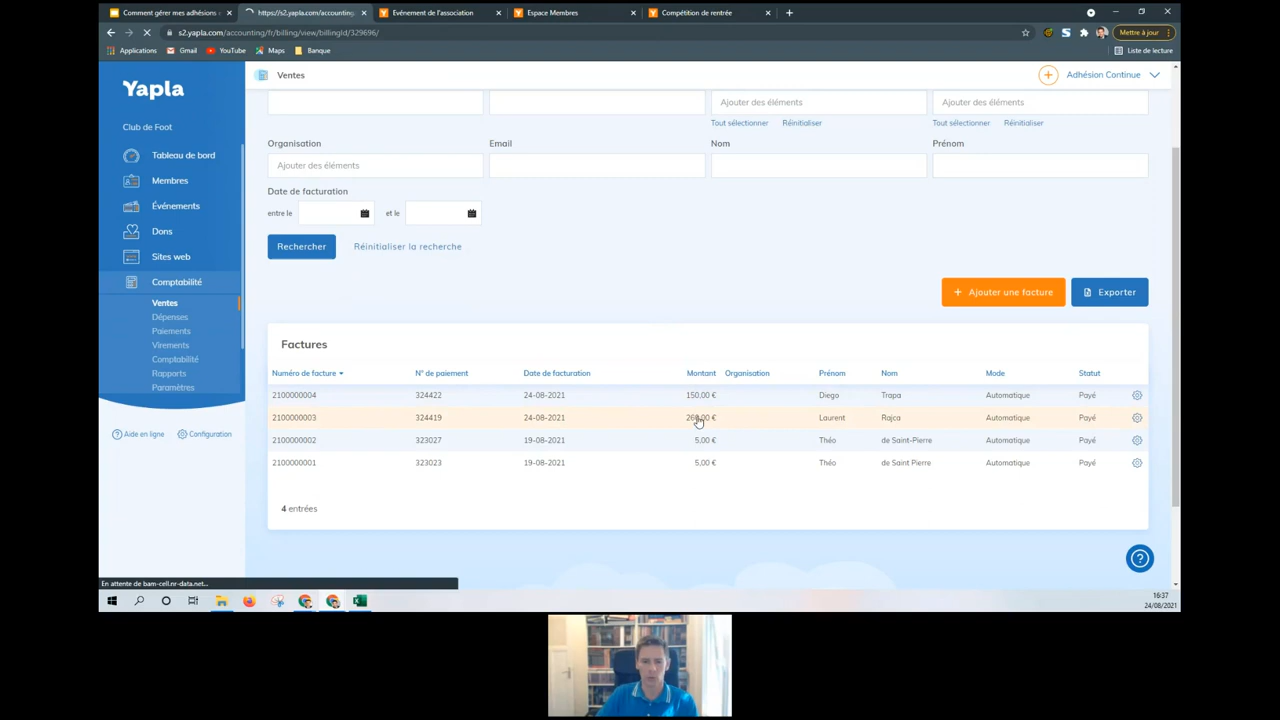 Comment gérer mes adhésions
https://s2.yapla.com/accounting
Evénement de l'association
Espace Membres
Compétition de rentrée
s2.yapla.com/accounting/fr/billing/view/billingId/329696/
Mettre à jour
Applications
Gmail
YouTube
Maps
Banque
Liste de lecture
Yapla
Ventes
Adhésion Continue
Club de Foot
Tableau de bord
Membres
Événements
Dons
Sites web
Comptabilité
Ventes
Dépenses
Paiements
Virements
Comptabilité
Rapports
Paramètres
Aide en ligne
Configuration
Ajouter des éléments
Ajouter des éléments
Tout sélectionner Réinitialiser
Tout sélectionner Réinitialiser
Organisation Email Nom Prénom
Ajouter des éléments
Date de facturation
entre le et le
Rechercher
Réinitialiser la recherche
+ Ajouter une facture
Exporter
Factures
Numéro de facture N° de paiement Date de facturation Montant Organisation Prénom Nom Mode Statut
2100000004 324422 24-08-2021 150,00 € Diego Trapa Automatique Payé
2100000003 324419 24-08-2021 260,00 € Laurent Rajca Automatique Payé
2100000002 323027 19-08-2021 5,00 € Théo de Saint-Pierre Automatique Payé
2100000001 323023 19-08-2021 5,00 € Théo de Saint Pierre Automatique Payé
4 entrées
En attente de bam-cell.nr-data.net...
16:37
24/08/2021